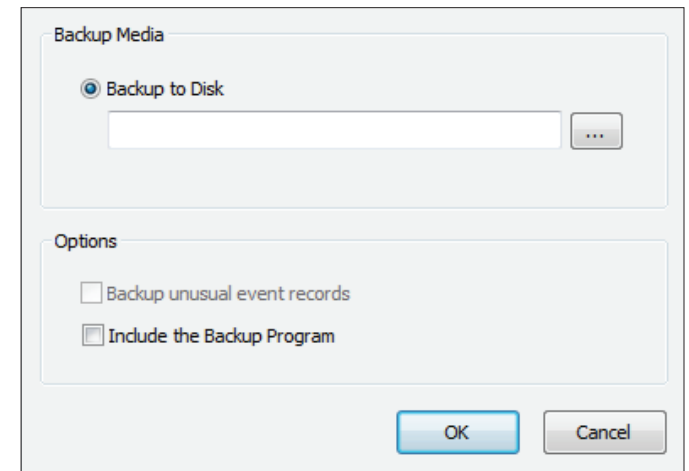 Backup Media
Backup to Disk
...
Options
Backup unusual event records
Include the Backup Program
OK Cancel